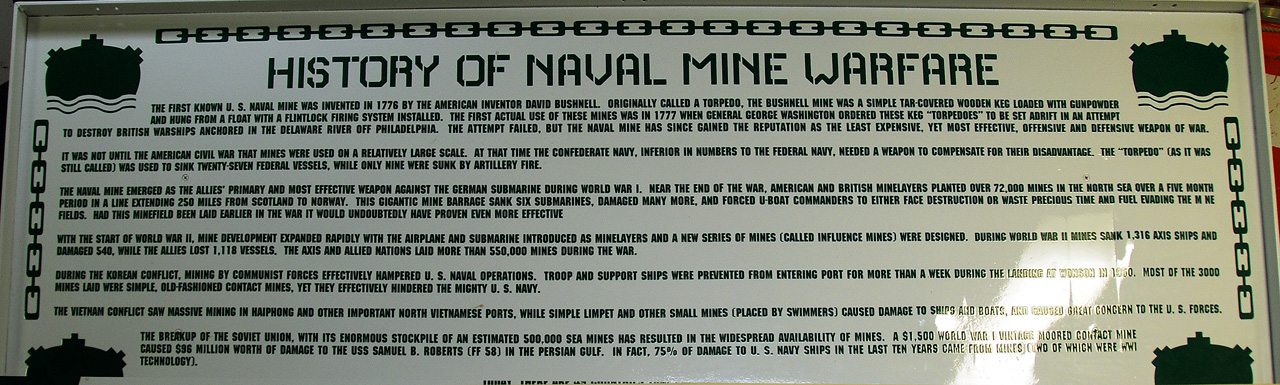 HISTORY OF NAVAL MINE WARFARE
THE FIRST KNOWN U. S. NAVAL MINE WAS INVENTED IN 1776 BY THE AMERICAN INVENTOR DAVID BUSHNELL. ORIGINALLY CALLED A TORPEDO, THE BUSHNELL MINE WAS A SIMPLE TAR-COVERED WOODEN KEG LOADED WITH GUNPOWDER
AND HUNG FROM A FLOAT WITH A FLINTLOCK FIRING SYSTEM INSTALLED. THE FIRST ACTUAL USE OF THESE MINES WAS IN 1777 WHEN GENERAL GEORGE WASHINGTON ORDERED THESE KEG "TORPEDOES" TO BE SET ADRIFT IN AN ATTEMPT
TO DESTROY BRITISH WARSHIPS ANCHORED IN THE DELAWARE RIVER OFF PHILADELPHIA. THE ATTEMPT FAILED, BUT THE NAVAL MINE HAS SINCE GAINED THE REPUTATION AS THE LEAST EXPENSIVE, YET MOST EFFECTIVE, OFFENSIVE AND DEFENSIVE WEAPON OF WAR.
IT WAS NOT UNTIL THE AMERICAN CIVIL WAR THAT MINES WERE USED ON A RELATIVELY LARGE SCALE. AT THAT TIME THE CONFEDERATE NAVY, INFERIOR IN NUMBERS TO THE FEDERAL NAVY, NEEDED A WEAPON TO COMPENSATE FOR THEIR DISADVANTAGE. THE "TORPEDO" (AS IT WAS
STILL CALLED) WAS USED TO SINK TWENTY-SEVEN FEDERAL VESSELS, WHILE ONLY NINE WERE SUNK BY ARTILLERY FIRE.
THE NAVAL MINE EMERGED AS THE ALLIES' PRIMARY AND MOST EFFECTIVE WEAPON AGAINST THE GERMAN SUBMARINE DURING WORLD WAR I. NEAR THE END OF THE WAR, AMERICAN AND BRITISH MINELAYERS PLANTED OVER 72,000 MINES IN THE NORTH SEA OVER A FIVE MONTH
PERIOD IN A LINE EXTENDING 250 MILES FROM SCOTLAND TO NORWAY. THIS GIGANTIC MINE BARRAGE SANK SIX SUBMARINES, DAMAGED MANY MORE, AND FORCED U-BOAT COMMANDERS TO EITHER FACE DESTRUCTION OR WASTE PRECIOUS TIME AND FUEL EVADING THE M NE
FIELDS. HAD THIS MINEFIELD BEEN LAID EARLIER IN THE WAR IT WOULD UNDOUBTEDLY HAVE PROVEN EVEN MORE EFFECTIVE
WITH THE START OF WORLD WAR II, MINE DEVELOPMENT EXPANDED RAPIDLY WITH THE AIRPLANE AND SUBMARINE INTRODUCED AS MINELAYERS AND A NEW SERIES OF MINES (CALLED INFLUENCE MINES) WERE DESIGNED. DURING WORLD WAR II MINES SANK 1,316 AXIS SHIPS AND
DAMAGED 540, WHILE THE ALLIES LOST 1,118 VESSELS. THE AXIS AND ALLIED NATIONS LAID MORE THAN 550,000 MINES DURING THE WAR.
DURING THE KOREAN CONFLICT, MINING BY COMMUNIST FORCES EFFECTIVELY HAMPERED U. S. NAVAL OPERATIONS. TROOP AND SUPPORT SHIPS WERE PREVENTED FROM ENTERING PORT FOR MORE THAN A WEEK DURING THE LANDING AT WONSON IN 1950. MOST OF THE 3000
MINES LAID WERE SIMPLE, OLD-FASHIONED CONTACT MINES, YET THEY EFFECTIVELY HINDERED THE MIGHTY U. S. NAVY.
THE VIETNAM CONFLICT SAW MASSIVE MINING IN HAIPHONG AND OTHER IMPORTANT NORTH VIETNAMESE PORTS, WHILE SIMPLE LIMPET AND OTHER SMALL MINES (PLACED BY SWIMMERS) CAUSED DAMAGE TO SHIPS AND BOATS, AND CAUSED GREAT CONCERN TO THE U. S. FORCES.
THE BREAKUP OF THE SOVIET UNION, WITH ITS ENORMOUS STOCKPILE OF AN ESTIMATED 500,000 SEA MINES HAS RESULTED IN THE WIDESPREAD AVAILABILITY OF MINES. A $1,500 WORLD WAR I VINTAGE MOORED CONTACT MINE
CAUSED $96 MILLION WORTH OF DAMAGE TO THE USS SAMUEL B. ROBERTS (FF 58) IN THE PERSIAN GULF. IN FACT, 75% OF DAMAGE TO U. S. NAVY SHIPS IN THE LAST TEN YEARS CAME FROM MINES (TWO OF WHICH WERE WWI
TECHNOLOGY).